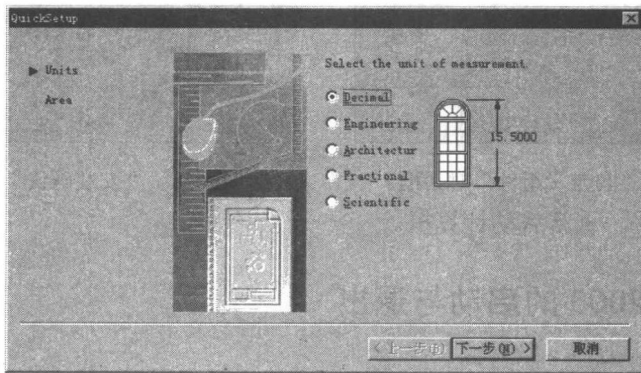 QuickSetup
Units
Area
Select the unit of measurement
Decimal
Engineering
Architectur
Fractional
Scientific
15.5000
< 上一步(B)
下一步(N) >
取消